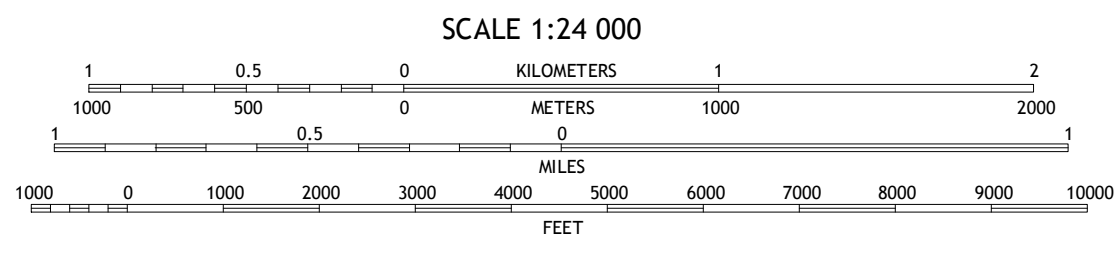 SCALE 1:24 000
1 0.5 0 KILOMETERS 1 2
1000 500 0 METERS 1000 2000
1 0.5 0 1
MILES
1000 0 1000 2000 3000 4000 5000 6000 7000 8000 9000 10000
FEET